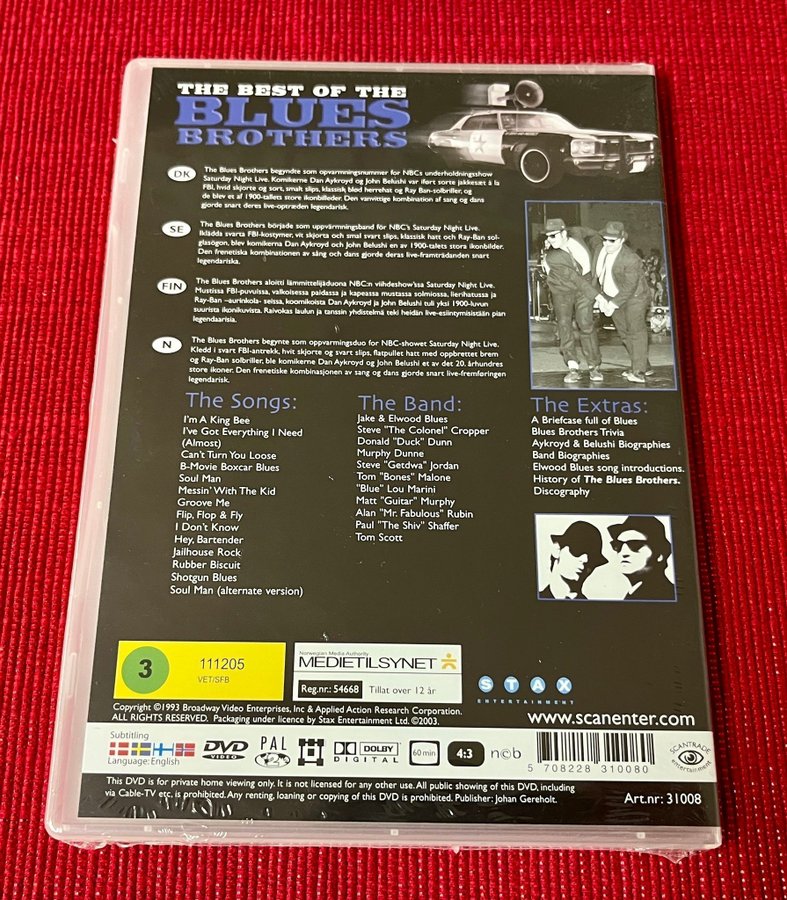 THE BEST OF THE
BLUES
BROTHERS
DK
The Blues Brothers begyndte som opvarmningsnummer for NBCs underholdningsshow
Saturday Night Live. Komikerne Dan Aykroyd og John Belushi var iført sorte jakkesæt á la
FBI, hvid skjorte og sort, smalt slips, klassisk blød herrehat og Ray Ban-solbriller, og
de blev et af 1900-tallets store ikonbilleder. Den vanvittige kombination af sang og dans
gjorde snart deres live-optræden legendarisk.
SE
The Blues Brothers började som uppvärmningsband för NBC's Saturday Night Live.
Iklädda svarta FBI-kostymer, vit skjorta och smal svart slips, klassisk hatt och Ray-Ban sol-
glasögon, blev komikerna Dan Aykroyd och John Belushi en av 1900-talets stora ikonbilder.
Den frenetiska kombinationen av sång och dans gjorde deras live-framträdanden snart
legendariska.
FIN
The Blues Brothers aloitti lämmittelijäduona NBC:n viihdeshow'ssa Saturday Night Live.
Mustissa FBI-puvuissa, valkoisessa paidassa ja kapeassa mustassa solmiossa, lierihatussa ja
Ray-Ban –aurinkola- seissa, koomikoista Dan Aykroyd ja John Belushi tuli yksi 1900-luvun
suurista ikonikuvista. Raivokas laulun ja tanssin yhdistelmä teki heidän live-esiintymisistään pian
legendaarisia.
N
The Blues Brothers begynte som oppvarmingsduo for NBC-showet Saturday Night Live.
Kledd i svart FBI-antrekk, hvit skjorte og svart slips, flatpullet hatt med oppbrettet brem
og Ray-Ban solbriller, ble komikerne Dan Aykroyd og John Belushi et av det 20. århundres
store ikoner. Den frenetiske kombinasjonen av sang og dans gjorde snart live-fremføringen
legendarisk.
The Songs:
I'm A King Bee
I've Got Everything I Need
(Almost)
Can't Turn You Loose
B-Movie Boxcar Blues
Soul Man
Messin' With The Kid
Groove Me
Flip, Flop & Fly
I Don't Know
Hey, Bartender
Jailhouse Rock
Rubber Biscuit
Shotgun Blues
Soul Man (alternate version)
The Band:
Jake & Elwood Blues
Steve "The Colonel" Cropper
Donald "Duck" Dunn
Murphy Dunne
Steve "Getdwa" Jordan
Tom "Bones" Malone
"Blue" Lou Marini
Matt "Guitar" Murphy
Alan "Mr. Fabulous" Rubin
Paul "The Shiv" Shaffer
Tom Scott
The Extras:
A Briefcase full of Blues
Blues Brothers Trivia
Aykroyd & Belushi Biographies
Band Biographies
Elwood Blues song introductions.
History of The Blues Brothers.
Discography
3
111205
VET/SFB
Norwegian Media Authority
MEDIETILSYNET
Reg.nr.: 54668 Tillat over 12 år
STAX
ENTERTAINMENT
Copyright ©1993 Broadway Video Enterprises, Inc & Applied Action Research Corporation.
ALL RIGHTS RESERVED. Packaging under licence by Stax Entertainment Ltd. ©2003.
www.scanenter.com
Subtitling
Language: English
DVD
VIDEO
PAL
2
DOLBY
DIGITAL
60 min
4:3
n©b
5 708228 310080
SCANTRADE
entertainment
This DVD is for private home viewing only. It is not licensed for any other use. All public showing of this DVD, including
via Cable-TV etc, is prohibited. Any renting, loaning or copying of this DVD is prohibited. Publisher: Johan Gereholt.
Art.nr: 31008